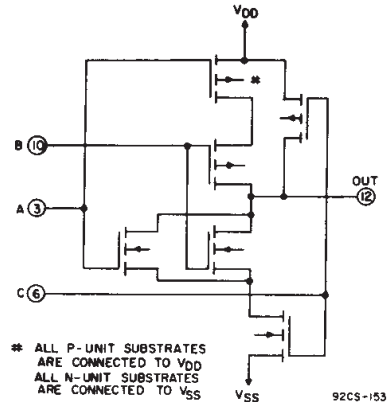 VDD
#
B 10
OUT
12
A 3
C 6
# ALL P-UNIT SUBSTRATES
ARE CONNECTED TO VDD
ALL N-UNIT SUBSTRATES
ARE CONNECTED TO VSS
VSS
92CS-153